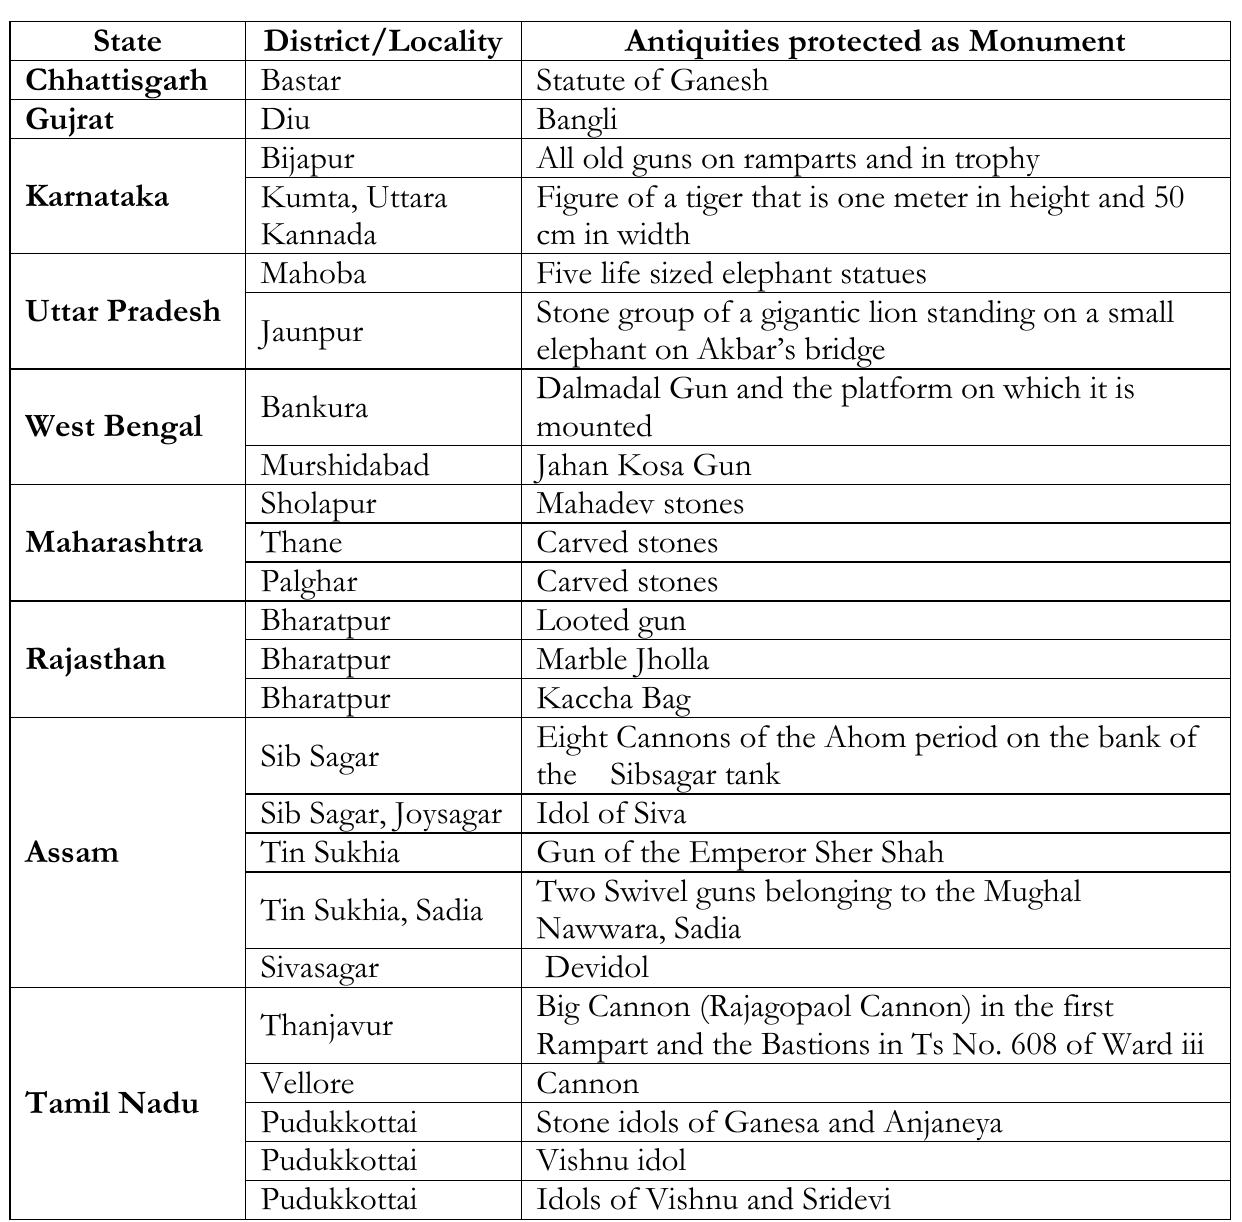 State District/Locality Antiquities protected as Monument
Chhattisgarh Bastar Statute of Ganesh
Gujrat Diu Bangli
Karnataka
Bijapur All old guns on ramparts and in trophy
Kumta, Uttara Kannada
Figure of a tiger that is one meter in height and 50
cm in width
Uttar Pradesh
Mahoba Five life sized elephant statues
Jaunpur
Stone group of a gigantic lion standing on a small
elephant on Akbar’s bridge
West Bengal
Bankura
Dalmadal Gun and the platform on which it is
mounted
Murshidabad Jahan Kosa Gun
Maharashtra
Sholapur Mahadev stones
Thane Carved stones
Palghar Carved stones
Rajasthan
Bharatpur Looted gun
Bharatpur Marble Jholla
Bharatpur Kaccha Bag
Assam
Sib Sagar
Eight Cannons of the Ahom period on the bank of
the Sibsagar tank
Sib Sagar, Joysagar Idol of Siva
Tin Sukhia Gun of the Emperor Sher Shah
Tin Sukhia, Sadia
Two Swivel guns belonging to the Mughal
Nawwara, Sadia
Sivasagar Devidol
Tamil Nadu
Thanjavur
Big Cannon (Rajagopaol Cannon) in the first
Rampart and the Bastions in Ts No. 608 of Ward iii
Vellore Cannon
Pudukkottai Stone idols of Ganesa and Anjaneya
Pudukkottai Vishnu idol
Pudukkottai Idols of Vishnu and Sridevi